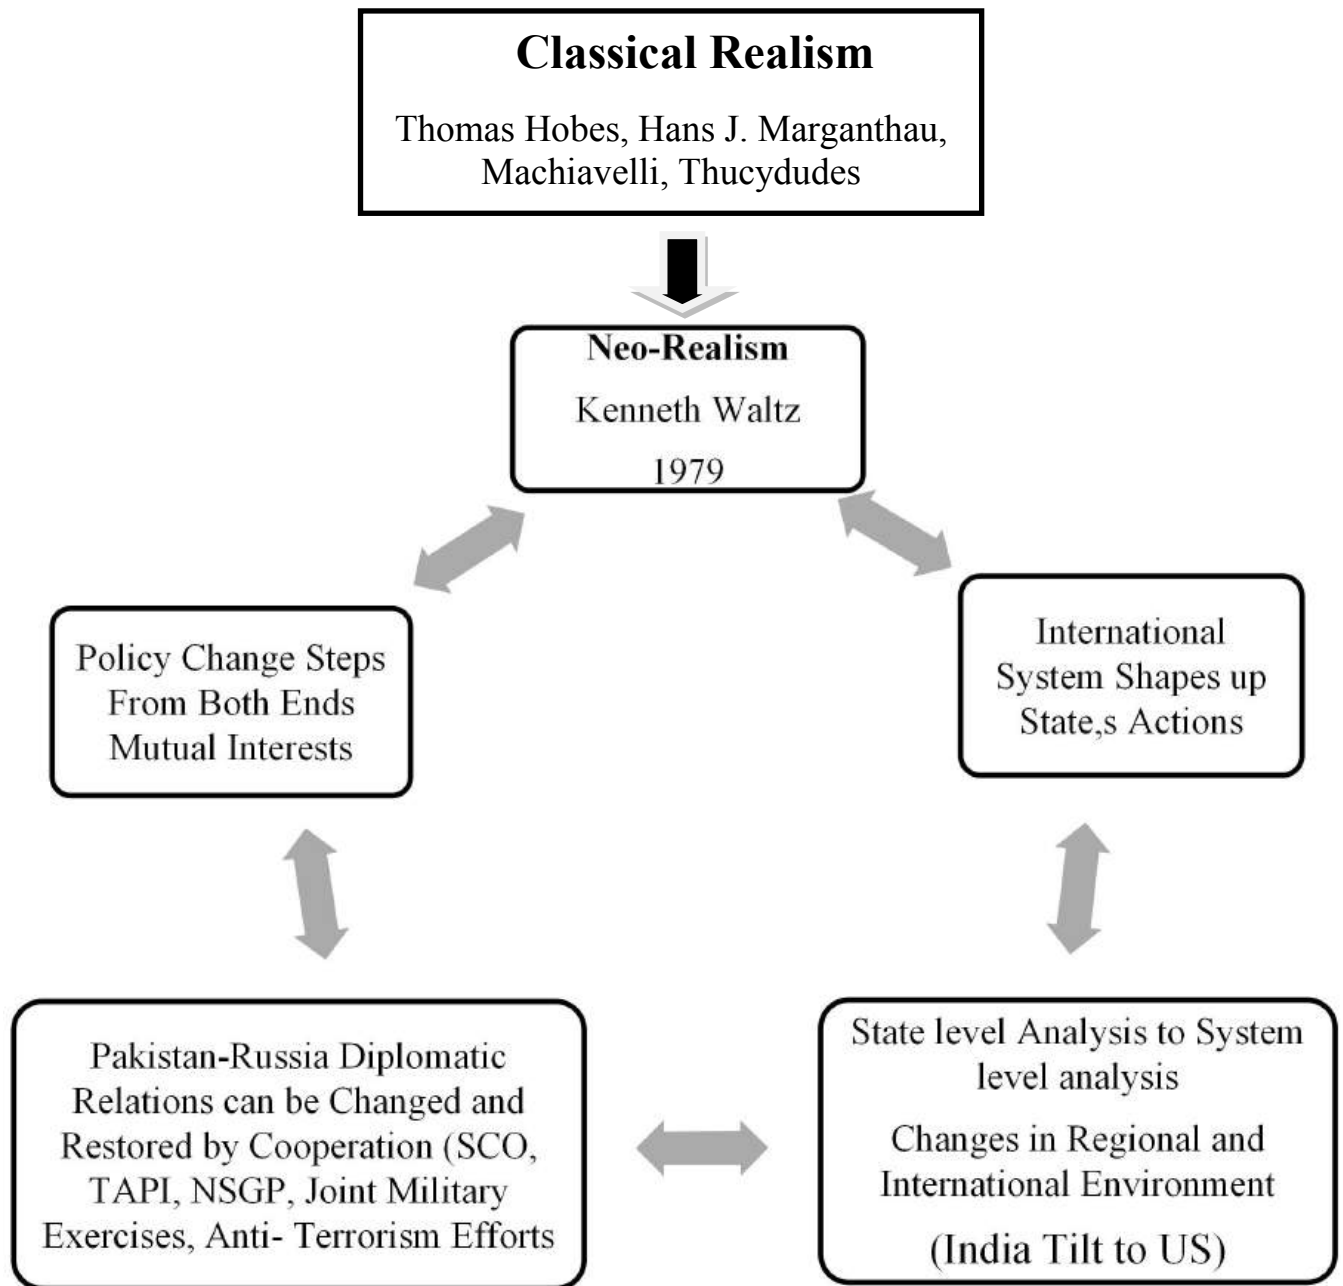 Classical Realism
Thomas Hobes, Hans J. Marganthau,
Machiavelli, Thucydudes
Neo-Realism
Kenneth Waltz
1979
Policy Change Steps
From Both Ends
Mutual Interests
International
System Shapes up
State,s Actions
Pakistan-Russia Diplomatic
Relations can be Changed and
Restored by Cooperation (SCO,
TAPI, NSGP, Joint Military
Exercises, Anti- Terrorism Efforts
State level Analysis to System
level analysis
Changes in Regional and
International Environment
(India Tilt to US)